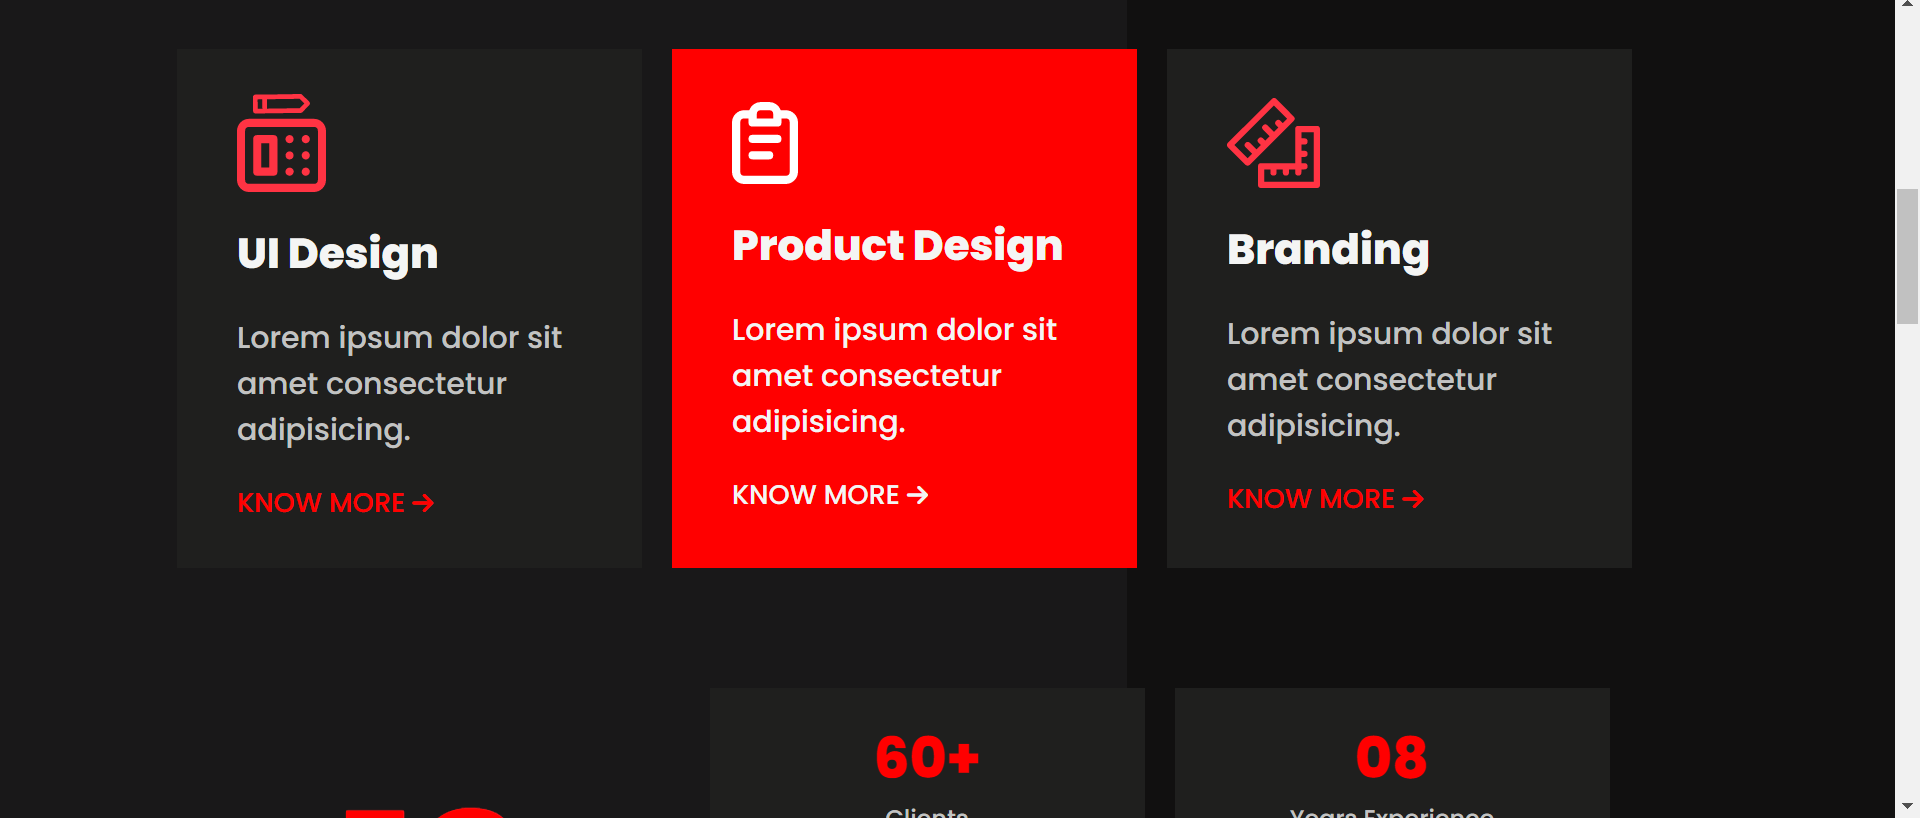 UI Design
Lorem ipsum dolor sit
amet consectetur
adipisicing.
KNOW MORE →
Product Design
Lorem ipsum dolor sit
amet consectetur
adipisicing.
KNOW MORE →
Branding
Lorem ipsum dolor sit
amet consectetur
adipisicing.
KNOW MORE →
60+
Clients
08
Years Experience